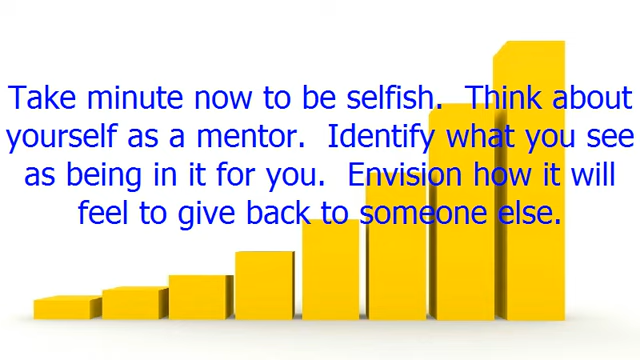 Take minute now to be selfish.  Think about
yourself as a mentor.  Identify what you see
as being in it for you.  Envision how it will
feel to give back to someone else.